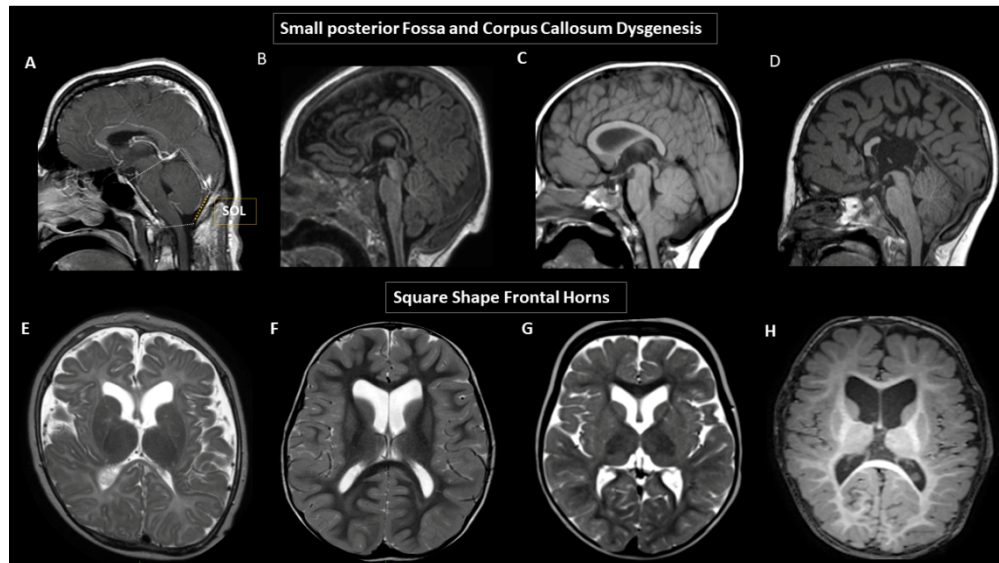 Small posterior Fossa and Corpus Callosum Dysgenesis
A
B
C
D
SOL
Square Shape Frontal Horns
E
F
G
H